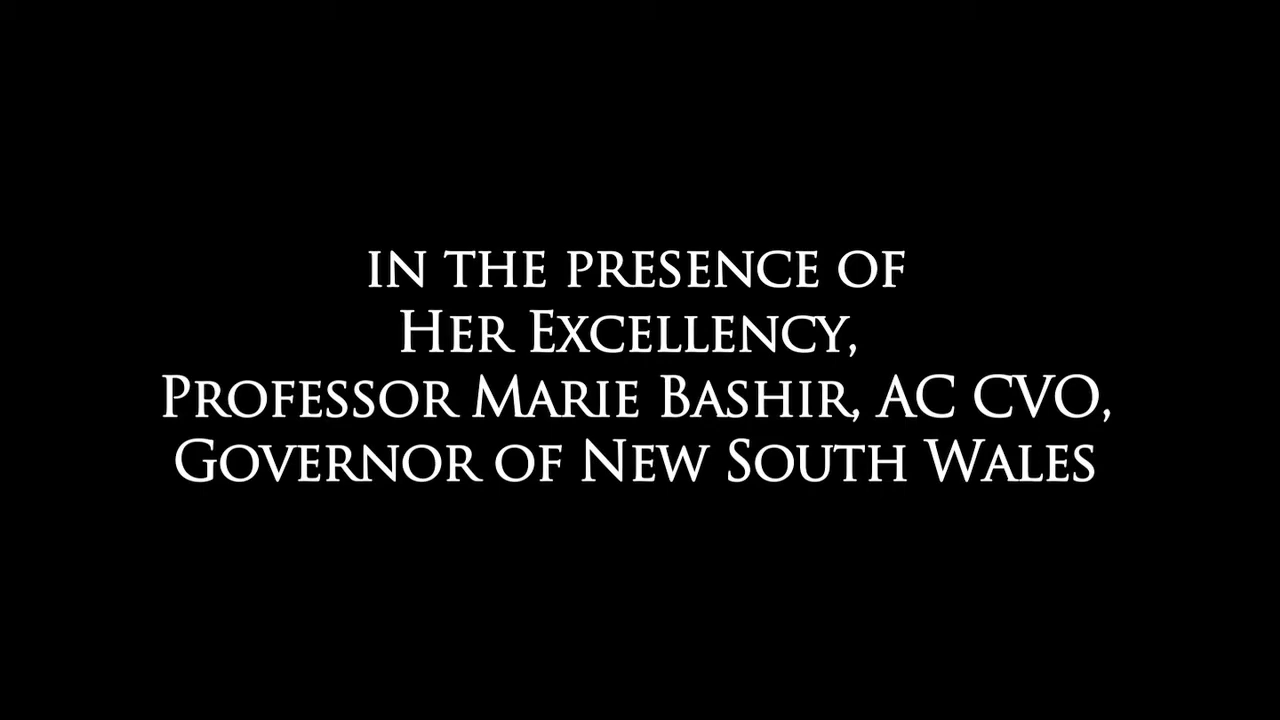 in the presence of
Her Excellency,
Professor Marie Bashir, AC CVO,
Governor of New South Wales